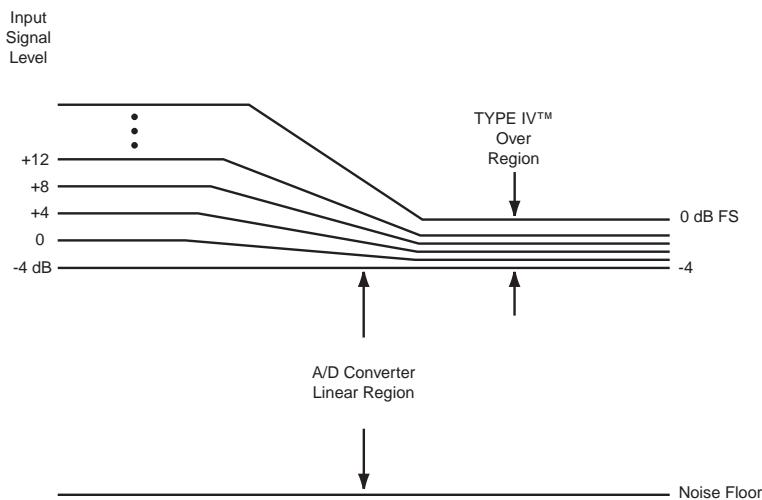 Input
Signal
Level
TYPE IV™
Over
Region
+12
+8
+4
0
-4 dB
0 dB FS
-4
A/D Converter
Linear Region
Noise Floor